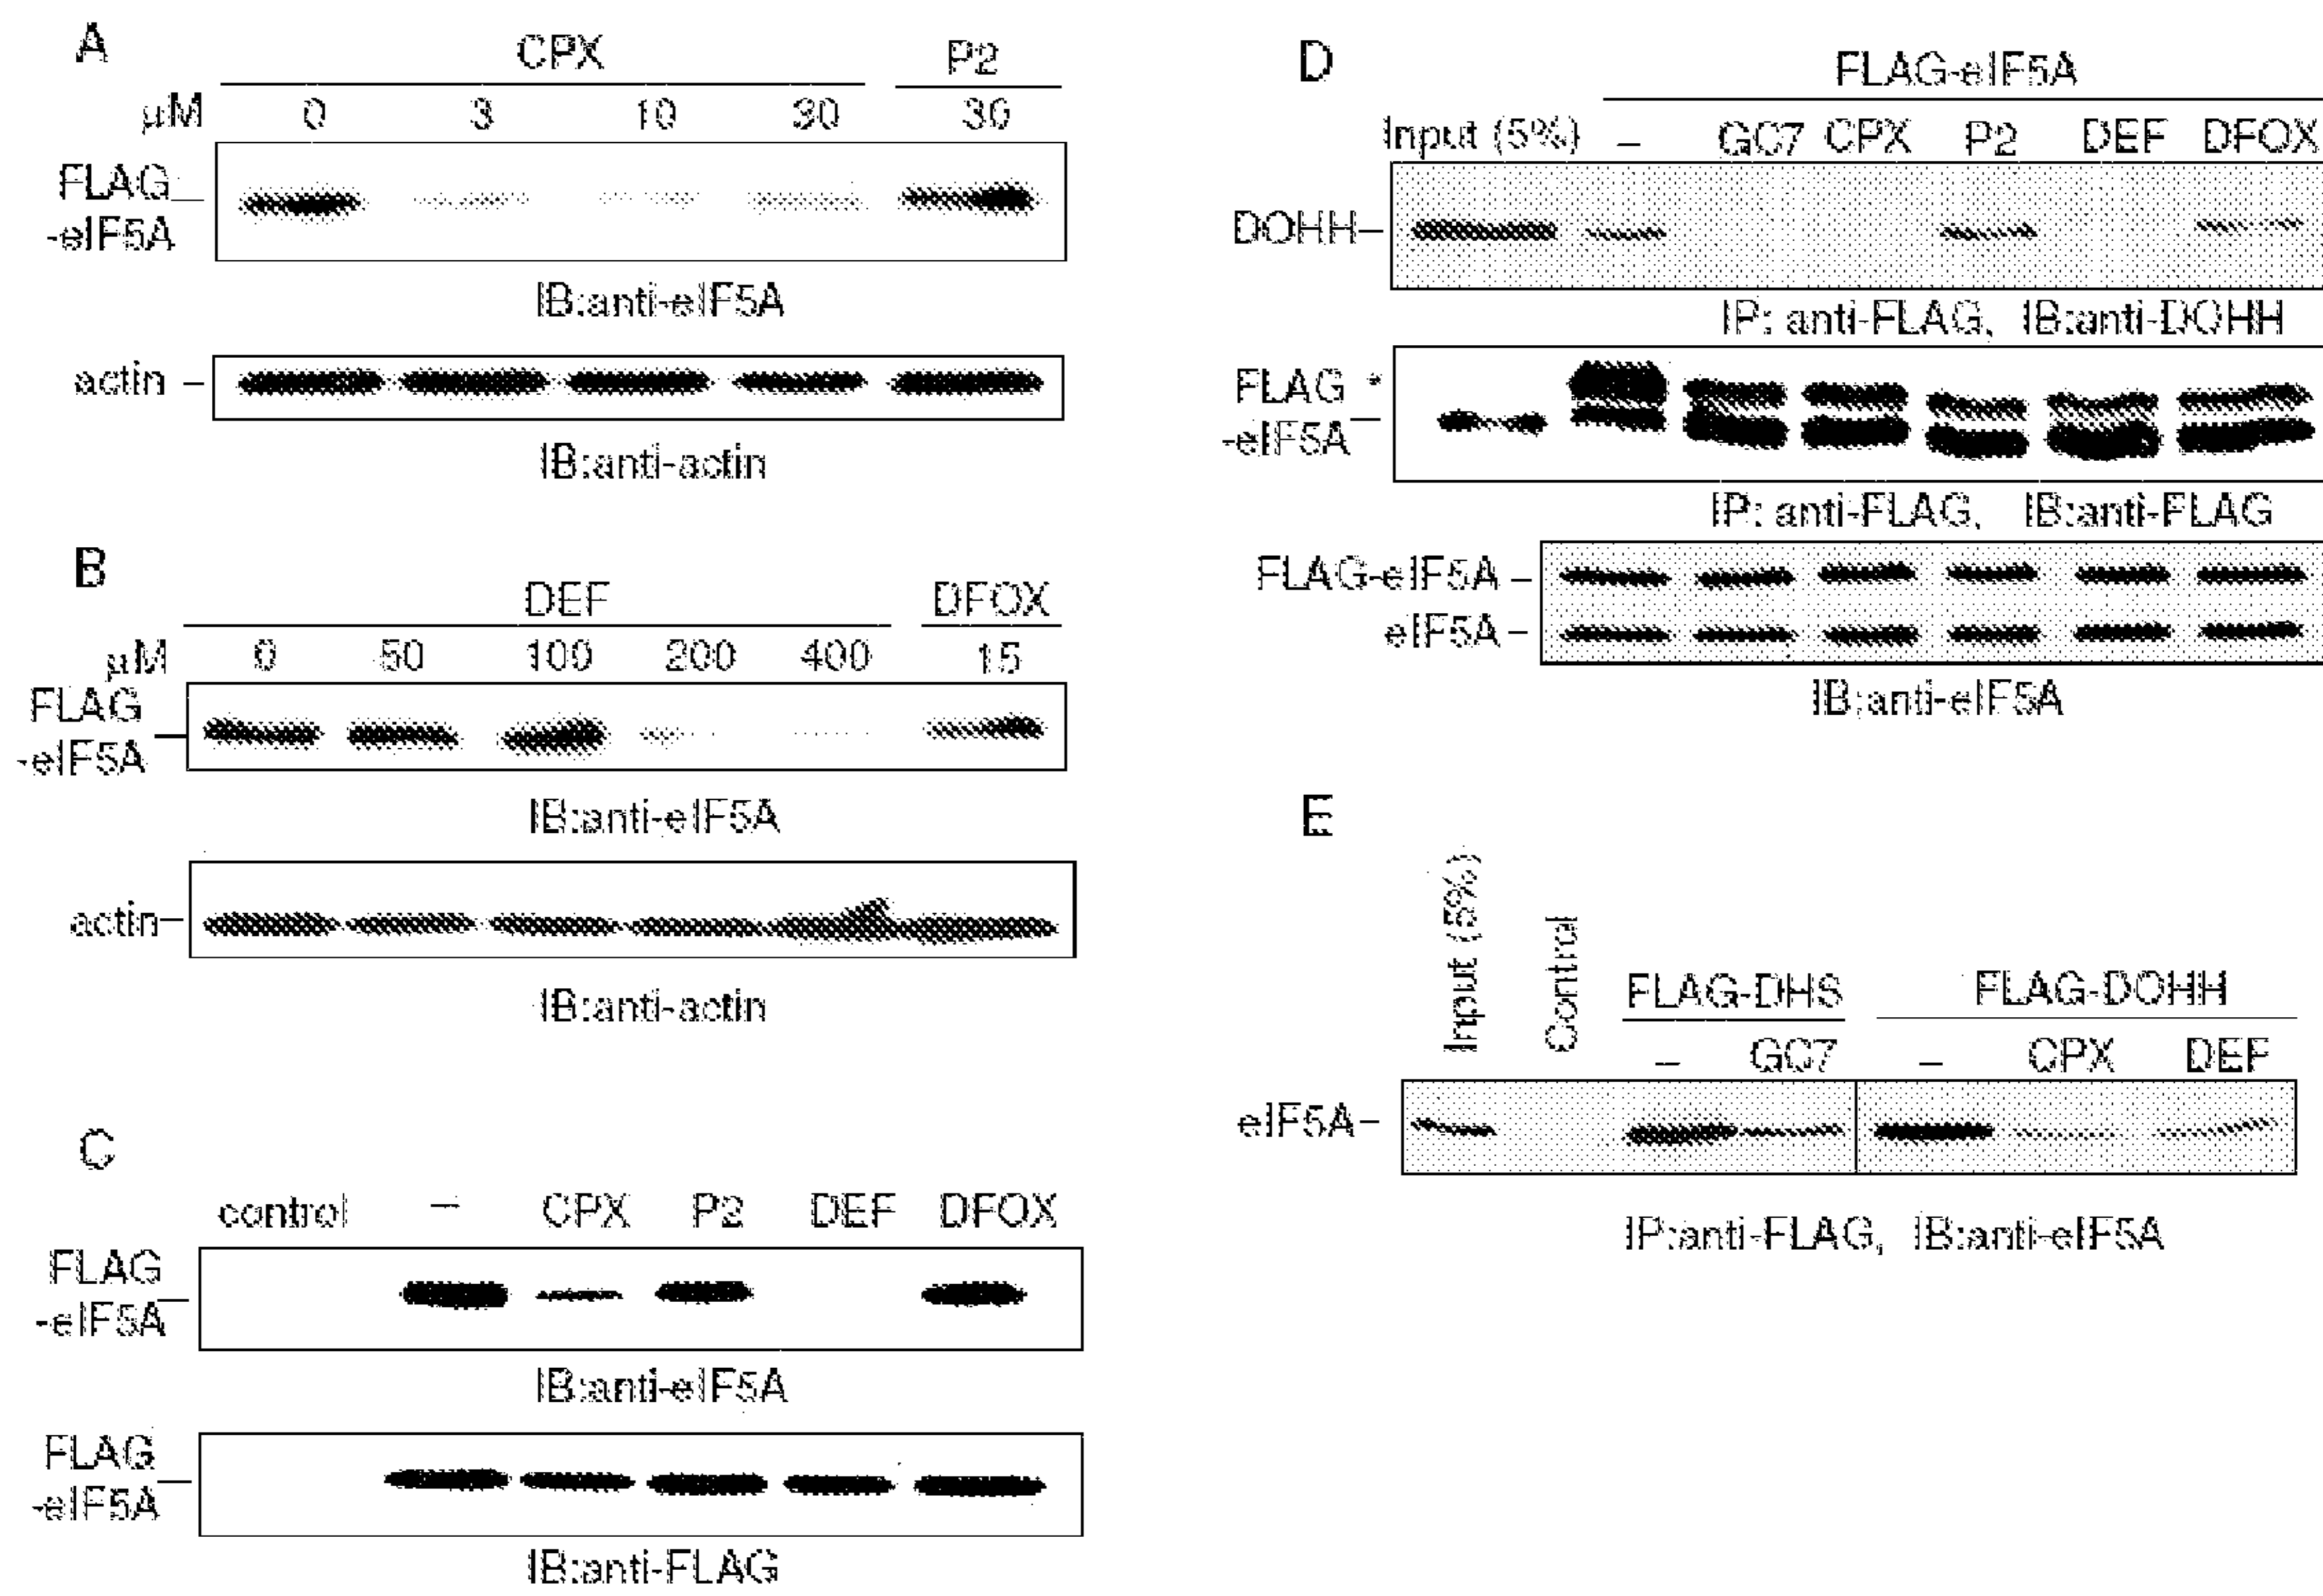 A
CPX P2
µM 0 3 10 30 30
FLAG
-eIF5A
IB:anti-eIF5A
actin
IB:anti-actin
B
DEF DFOX
µM 0 50 100 200 400 15
FLAG
-eIF5A
IB:anti-eIF5A
actin
IB:anti-actin
C
control – CPX P2 DEF DFOX
FLAG
-eIF5A
IB:anti-eIF5A
FLAG
-eIF5A
IB:anti-FLAG
D
FLAG-eIF5A
Input (5%) – GC7 CPX P2 DEF DFOX
DOHH
IP: anti-FLAG, IB:anti-DOHH
FLAG *
-eIF5A
IP: anti-FLAG, IB:anti-FLAG
FLAG-eIF5A
eIF5A
IB:anti-eIF5A
E
Input (5%)
Control
FLAG-DHS FLAG-DOHH
– GC7 – CPX DEF
eIF5A
IP:anti-FLAG, IB:anti-eIF5A